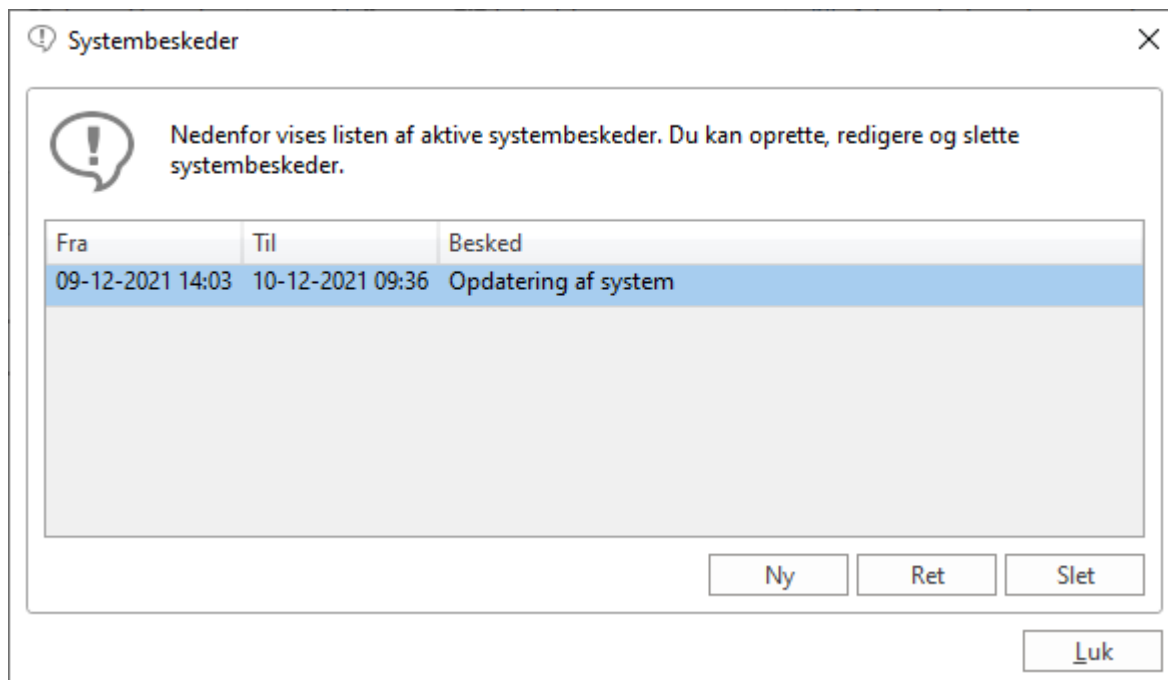 Systembeskeder
Nedenfor vises listen af aktive systembeskeder. Du kan oprette, redigere og slette
systembeskeder.
Fra Til Besked
09-12-2021 14:03 10-12-2021 09:36 Opdatering af system
Ny Ret Slet
Luk